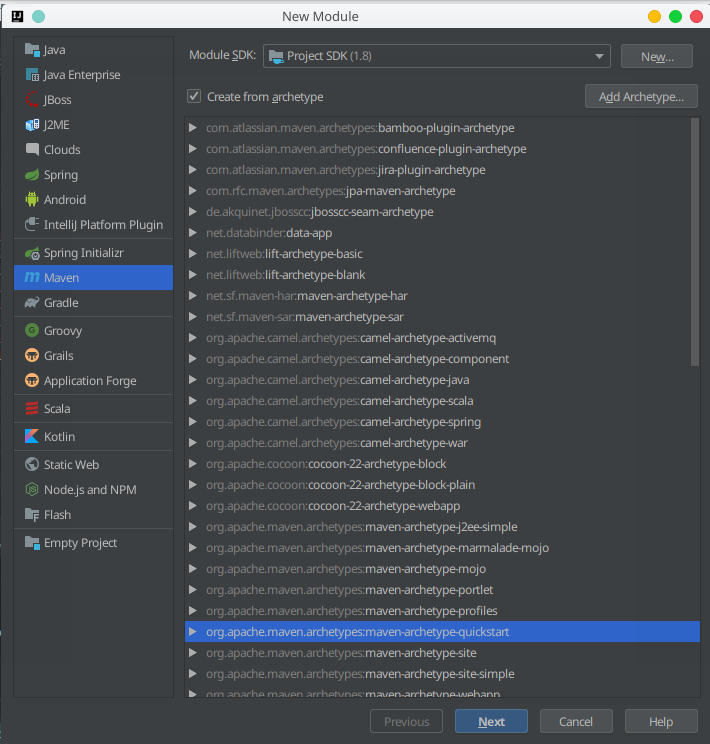 New Module
Java
Java Enterprise
JBoss
J2ME
Clouds
Spring
Android
IntelliJ Platform Plugin
Spring Initializr
Maven
Gradle
Groovy
Grails
Application Forge
Scala
Kotlin
Static Web
Node.js and NPM
Flash
Empty Project
Module SDK: Project SDK (1.8) New...
Create from archetype Add Archetype...
com.atlassian.maven.archetypes:bamboo-plugin-archetype
com.atlassian.maven.archetypes:confluence-plugin-archetype
com.atlassian.maven.archetypes:jira-plugin-archetype
com.rfc.maven.archetypes:jpa-maven-archetype
de.akquinet.jbosscc:jbosscc-seam-archetype
net.databinder:data-app
net.liftweb:lift-archetype-basic
net.liftweb:lift-archetype-blank
net.sf.maven-har:maven-archetype-har
net.sf.maven-sar:maven-archetype-sar
org.apache.camel.archetypes:camel-archetype-activemq
org.apache.camel.archetypes:camel-archetype-component
org.apache.camel.archetypes:camel-archetype-java
org.apache.camel.archetypes:camel-archetype-scala
org.apache.camel.archetypes:camel-archetype-spring
org.apache.camel.archetypes:camel-archetype-war
org.apache.cocoon:cocoon-22-archetype-block
org.apache.cocoon:cocoon-22-archetype-block-plain
org.apache.cocoon:cocoon-22-archetype-webapp
org.apache.maven.archetypes:maven-archetype-j2ee-simple
org.apache.maven.archetypes:maven-archetype-marmalade-mojo
org.apache.maven.archetypes:maven-archetype-mojo
org.apache.maven.archetypes:maven-archetype-portlet
org.apache.maven.archetypes:maven-archetype-profiles
org.apache.maven.archetypes:maven-archetype-quickstart
org.apache.maven.archetypes:maven-archetype-site
org.apache.maven.archetypes:maven-archetype-site-simple
org.apache.maven.archetypes:maven-archetype-webapp
Previous Next Cancel Help